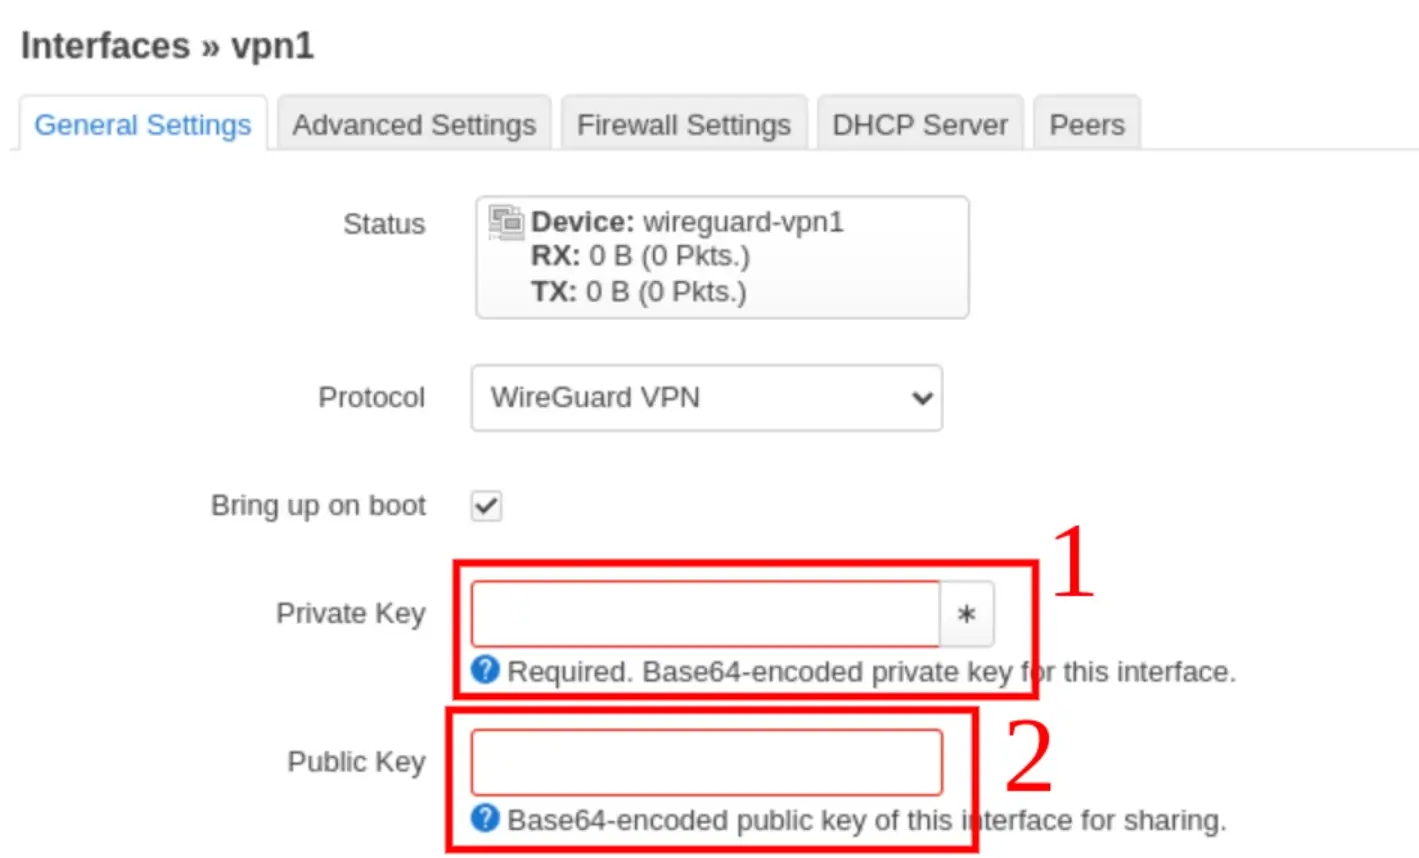 Interfaces » vpn1
General Settings Advanced Settings Firewall Settings DHCP Server Peers
Status
Device: wireguard-vpn1
RX: 0 B (0 Pkts.)
TX: 0 B (0 Pkts.)
Protocol WireGuard VPN
Bring up on boot
1
Private Key *
? Required. Base64-encoded private key for this interface.
2
Public Key
? Base64-encoded public key of this interface for sharing.